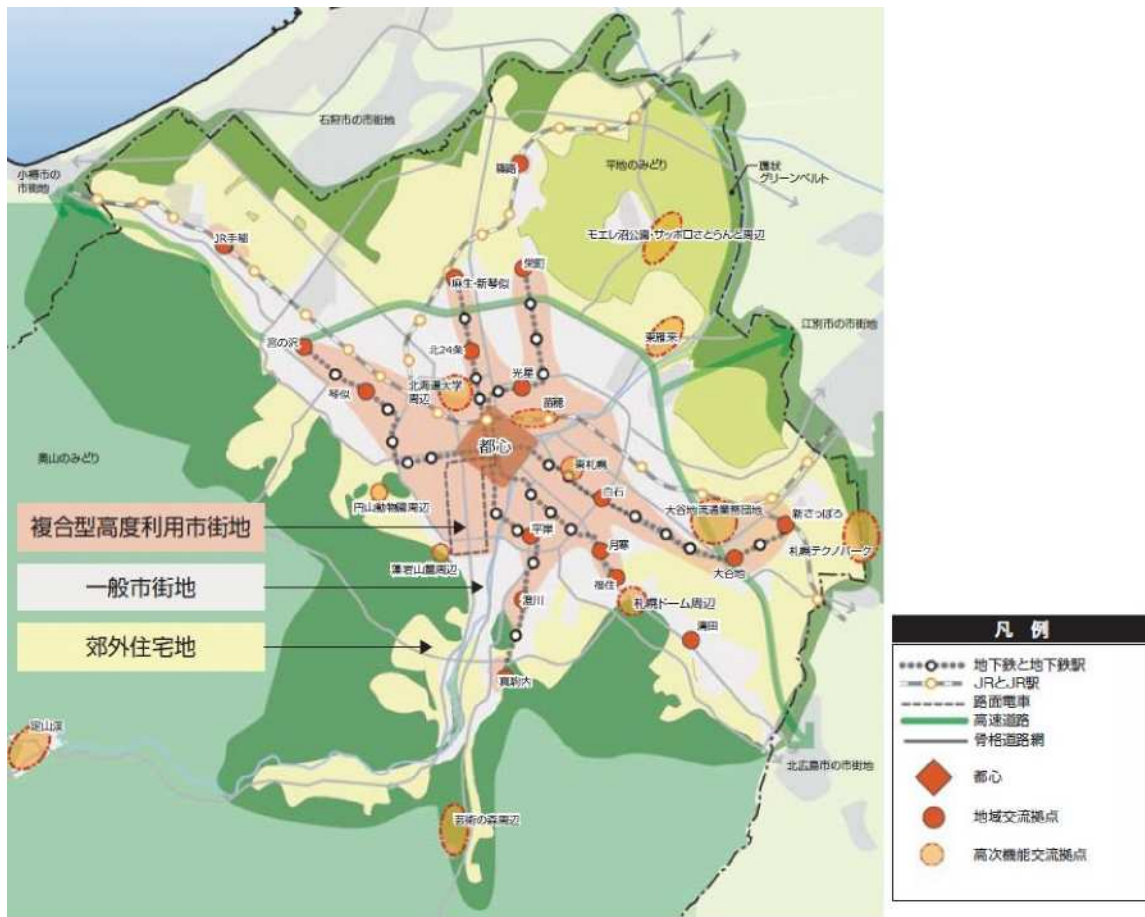 石狩市の市街地
小樽市の
市街地
平地のみどり
環状
グリーンベルト
篠路
JR手稲
モエレ沼公園・サッポロさとらんど周辺
栄町
麻生・新琴似
江別市の市街地
宮の沢
北24条
東雁来
光星
琴似
北海道大学
周辺
苗穂
都心
奥山のみどり
東札幌
白石
円山動物園周辺
大谷地流通業務団地
新さっぽろ
複合型高度利用市街地
平岸
月寒
札幌テクノパーク
藻岩山麓周辺
大谷地
福住
一般市街地
澄川
札幌ドーム周辺
清田
郊外住宅地
真駒内
定山渓
北広島市の市街地
芸術の森周辺
凡例
地下鉄と地下鉄駅
JRとJR駅
路面電車
高速道路
骨格道路網
都心
地域交流拠点
高次機能交流拠点